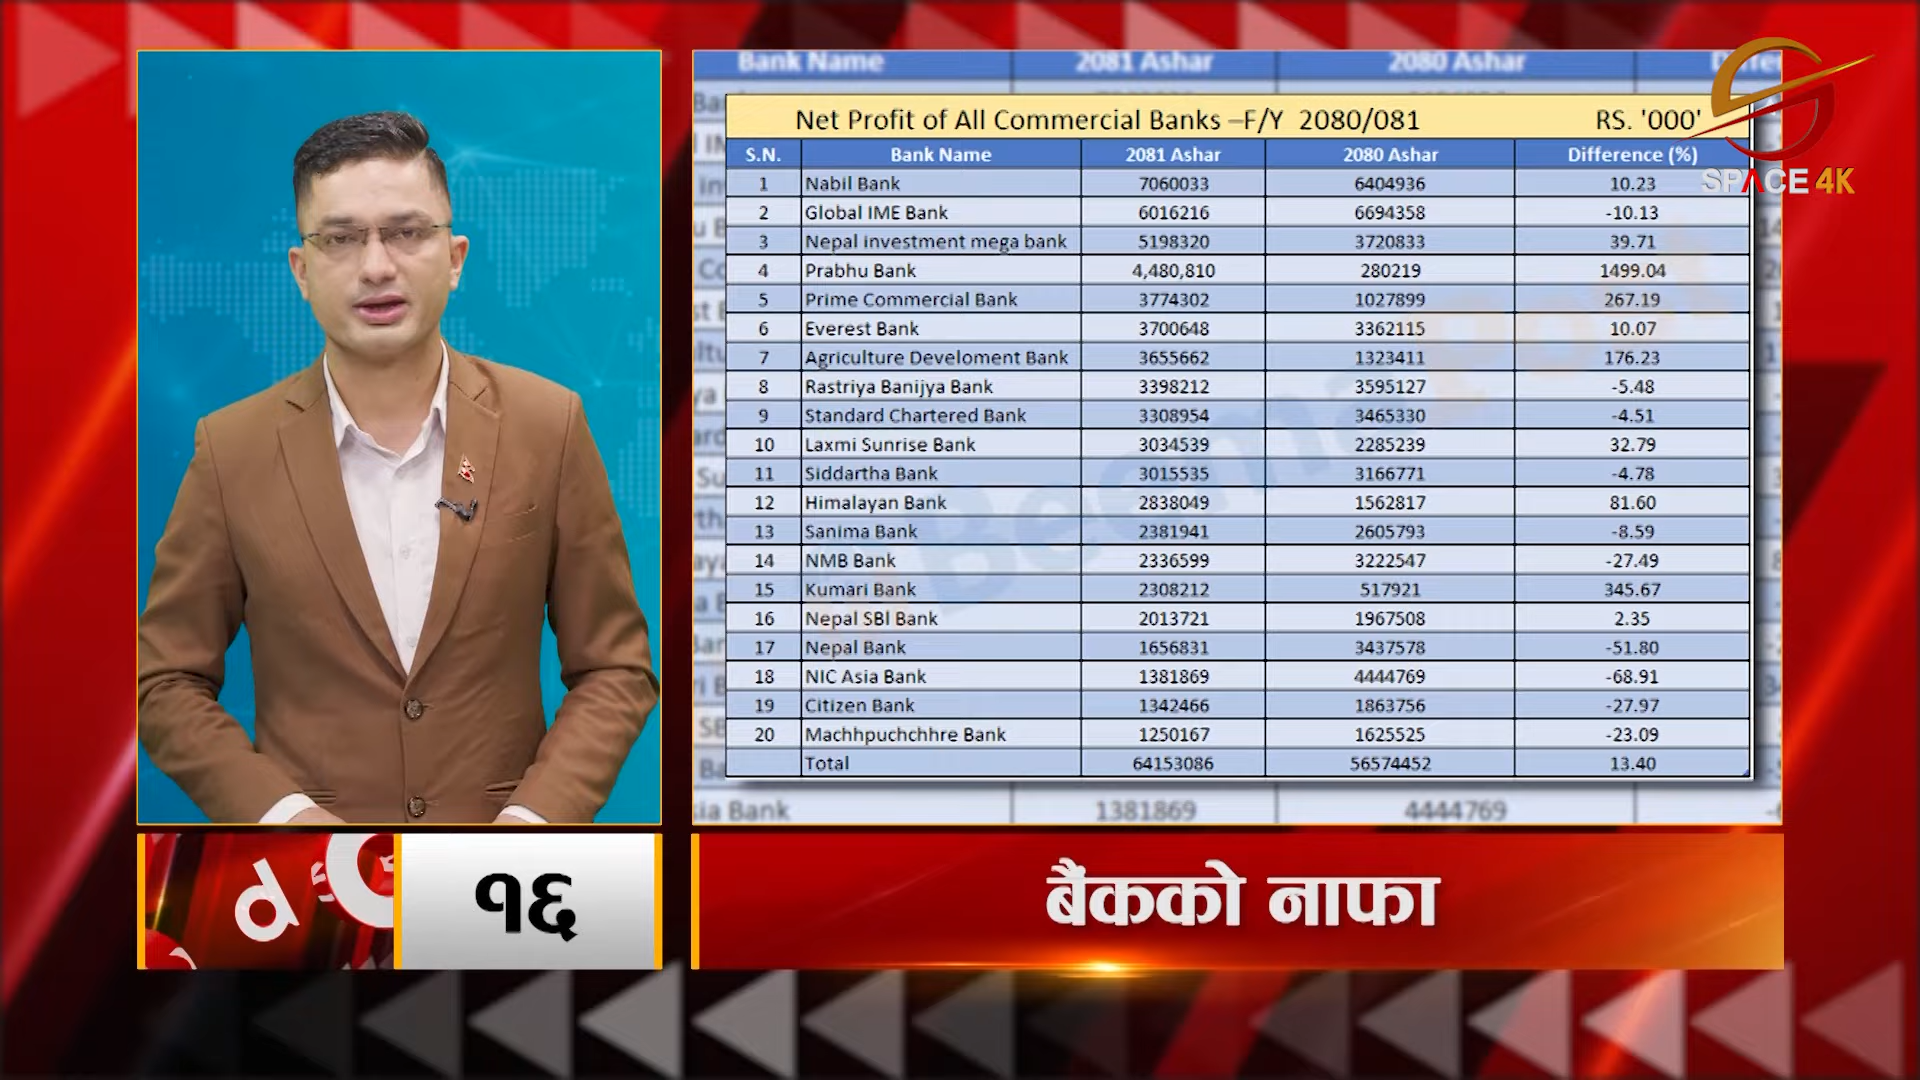 Bank Name 2081 Ashar 2080 Ashar
Net Profit of All Commercial Banks –F/Y 2080/081 RS. '000'
S.N. Bank Name 2081 Ashar 2080 Ashar Difference (%)
1 Nabil Bank 7060033 6404936 10.23
2 Global IME Bank 6016216 6694358 -10.13
3 Nepal investment mega bank 5198320 3720833 39.71
4 Prabhu Bank 4,480,810 280219 1499.04
5 Prime Commercial Bank 3774302 1027899 267.19
6 Everest Bank 3700648 3362115 10.07
7 Agriculture Develoment Bank 3655662 1323411 176.23
8 Rastriya Banijya Bank 3398212 3595127 -5.48
9 Standard Chartered Bank 3308954 3465330 -4.51
10 Laxmi Sunrise Bank 3034539 2285239 32.79
11 Siddartha Bank 3015535 3166771 -4.78
12 Himalayan Bank 2838049 1562817 81.60
13 Sanima Bank 2381941 2605793 -8.59
14 NMB Bank 2336599 3222547 -27.49
15 Kumari Bank 2308212 517921 345.67
16 Nepal SBl Bank 2013721 1967508 2.35
17 Nepal Bank 1656831 3437578 -51.80
18 NIC Asia Bank 1381869 4444769 -68.91
19 Citizen Bank 1342466 1863756 -27.97
20 Machhpuchchhre Bank 1250167 1625525 -23.09
Total 64153086 56574452 13.40
BeemaPost
sia Bank 1381869 4444769
SPACE 4K
१६
बैंकको नाफा